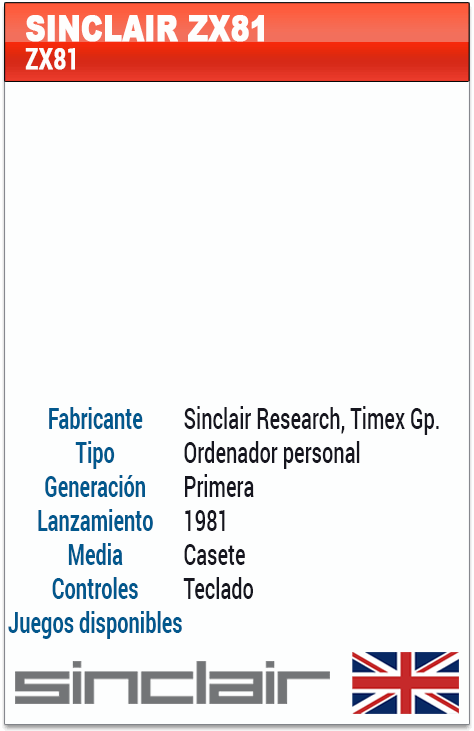 SINCLAIR ZX81
ZX81
Fabricante Sinclair Research, Timex Gp.
Tipo Ordenador personal
Generación Primera
Lanzamiento 1981
Media Casete
Controles Teclado
Juegos disponibles
sinclair